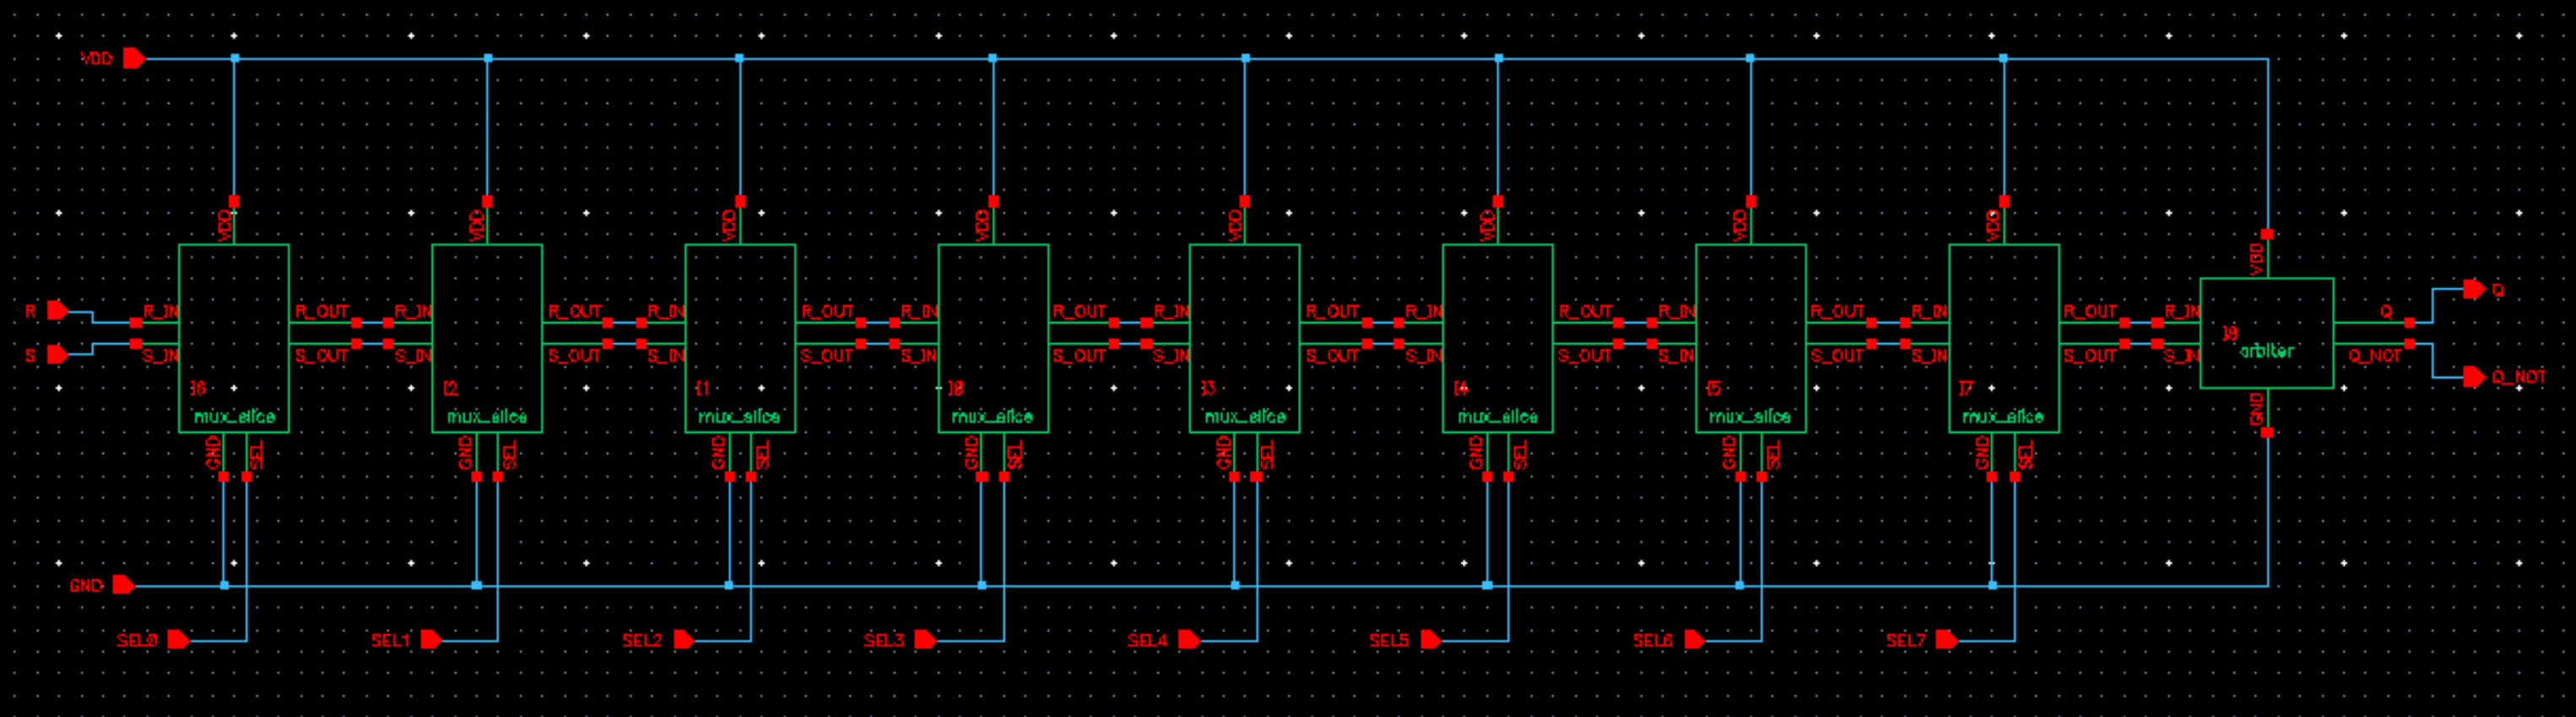 VDD
VDD VDD VDD VDD VDD VDD VDD VDD VDD
R R_IN R_OUT R_IN R_OUT R_IN R_OUT R_IN R_OUT R_IN R_OUT R_IN R_OUT R_IN R_OUT R_IN R_OUT R_IN Q Q
S S_IN S_OUT S_IN S_OUT S_IN S_OUT S_IN S_OUT S_IN S_OUT S_IN S_OUT S_IN S_OUT S_IN S_OUT S_IN I9 arbiter Q_NOT Q_NOT
I6 I2 I1 I0 I3 I4 I5 I7
mux_slice mux_slice mux_slice mux_slice mux_slice mux_slice mux_slice mux_slice
GND SEL GND SEL GND SEL GND SEL GND SEL GND SEL GND SEL GND SEL GND
GND
SEL0 SEL1 SEL2 SEL3 SEL4 SEL5 SEL6 SEL7